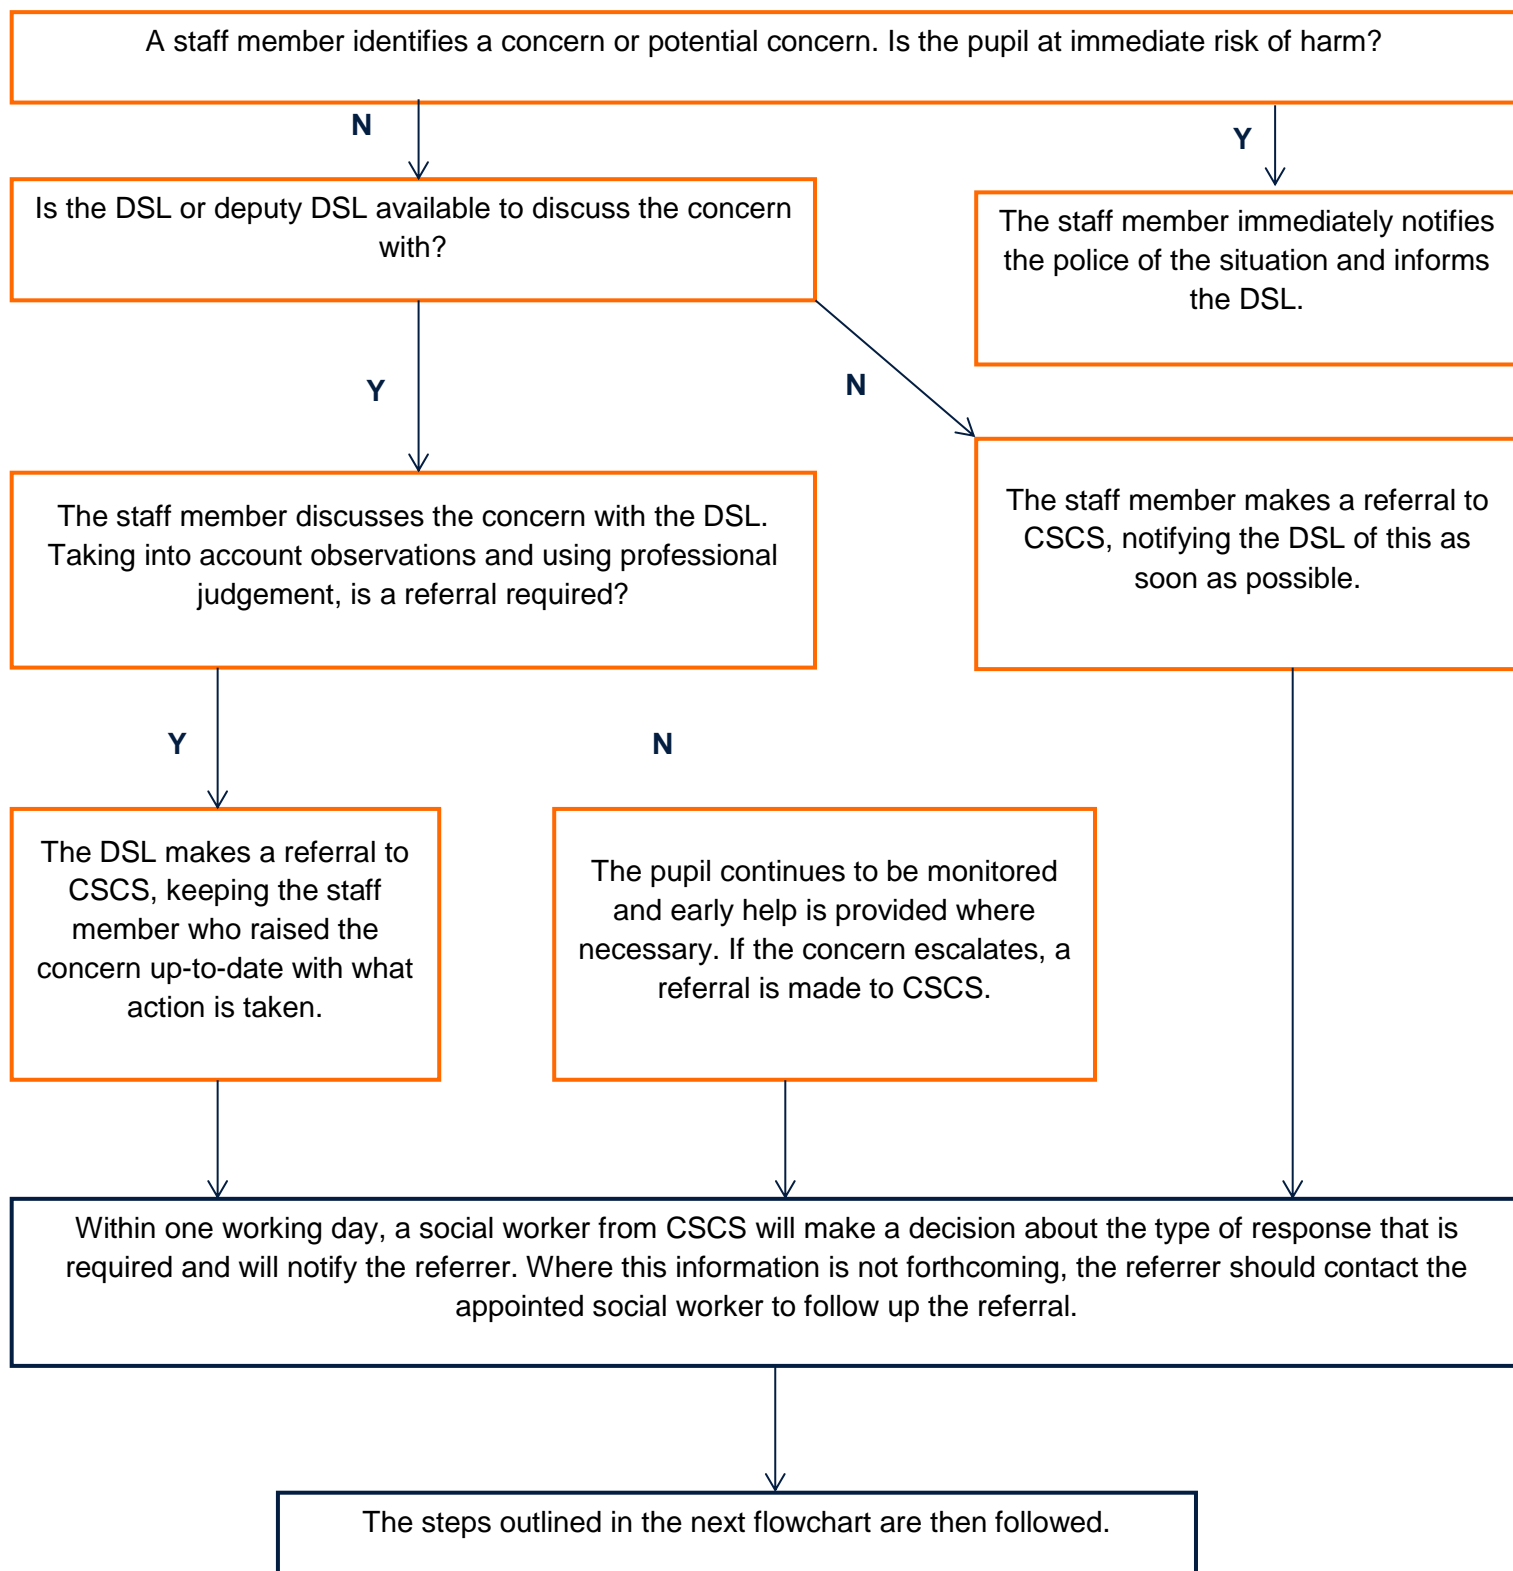 A staff member identifies a concern or potential concern. Is the pupil at immediate risk of harm?
N
Y
Is the DSL or deputy DSL available to discuss the concern
with?
The staff member immediately notifies
the police of the situation and informs
the DSL.
Y
N
The staff member discusses the concern with the DSL.
Taking into account observations and using professional
judgement, is a referral required?
The staff member makes a referral to
CSCS, notifying the DSL of this as
soon as possible.
Y
N
The DSL makes a referral to
CSCS, keeping the staff
member who raised the
concern up-to-date with what
action is taken.
The pupil continues to be monitored
and early help is provided where
necessary. If the concern escalates, a
referral is made to CSCS.
Within one working day, a social worker from CSCS will make a decision about the type of response that is
required and will notify the referrer. Where this information is not forthcoming, the referrer should contact the
appointed social worker to follow up the referral.
The steps outlined in the next flowchart are then followed.